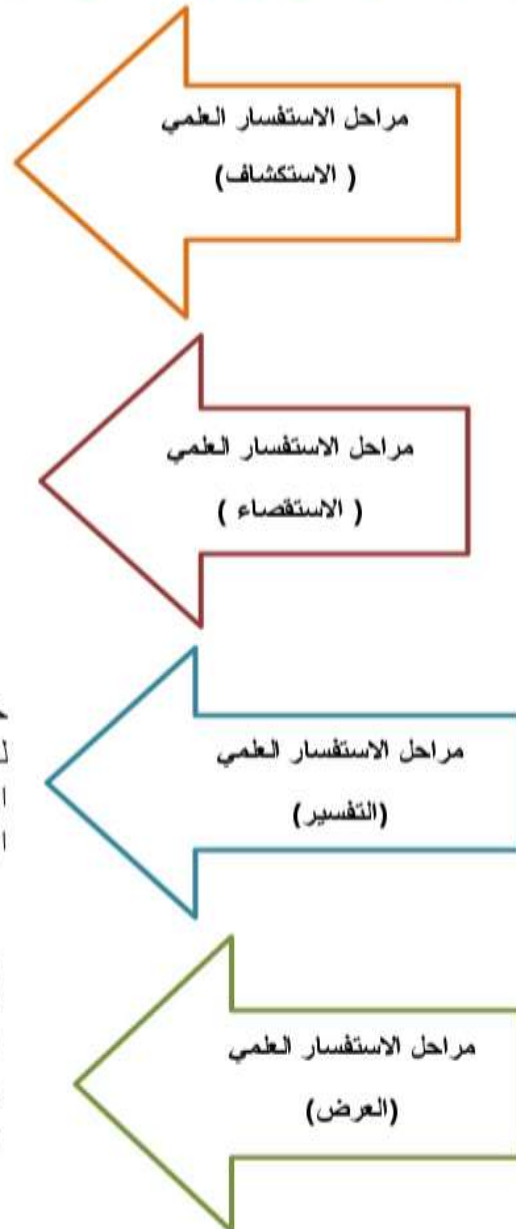 مراحل الاستفسار العلمي
( الاستكشاف)
مراحل الاستفسار العلمي
( الاستقصاء )
مراحل الاستفسار العلمي
(التفسير)
مراحل الاستفسار العلمي
(العرض)